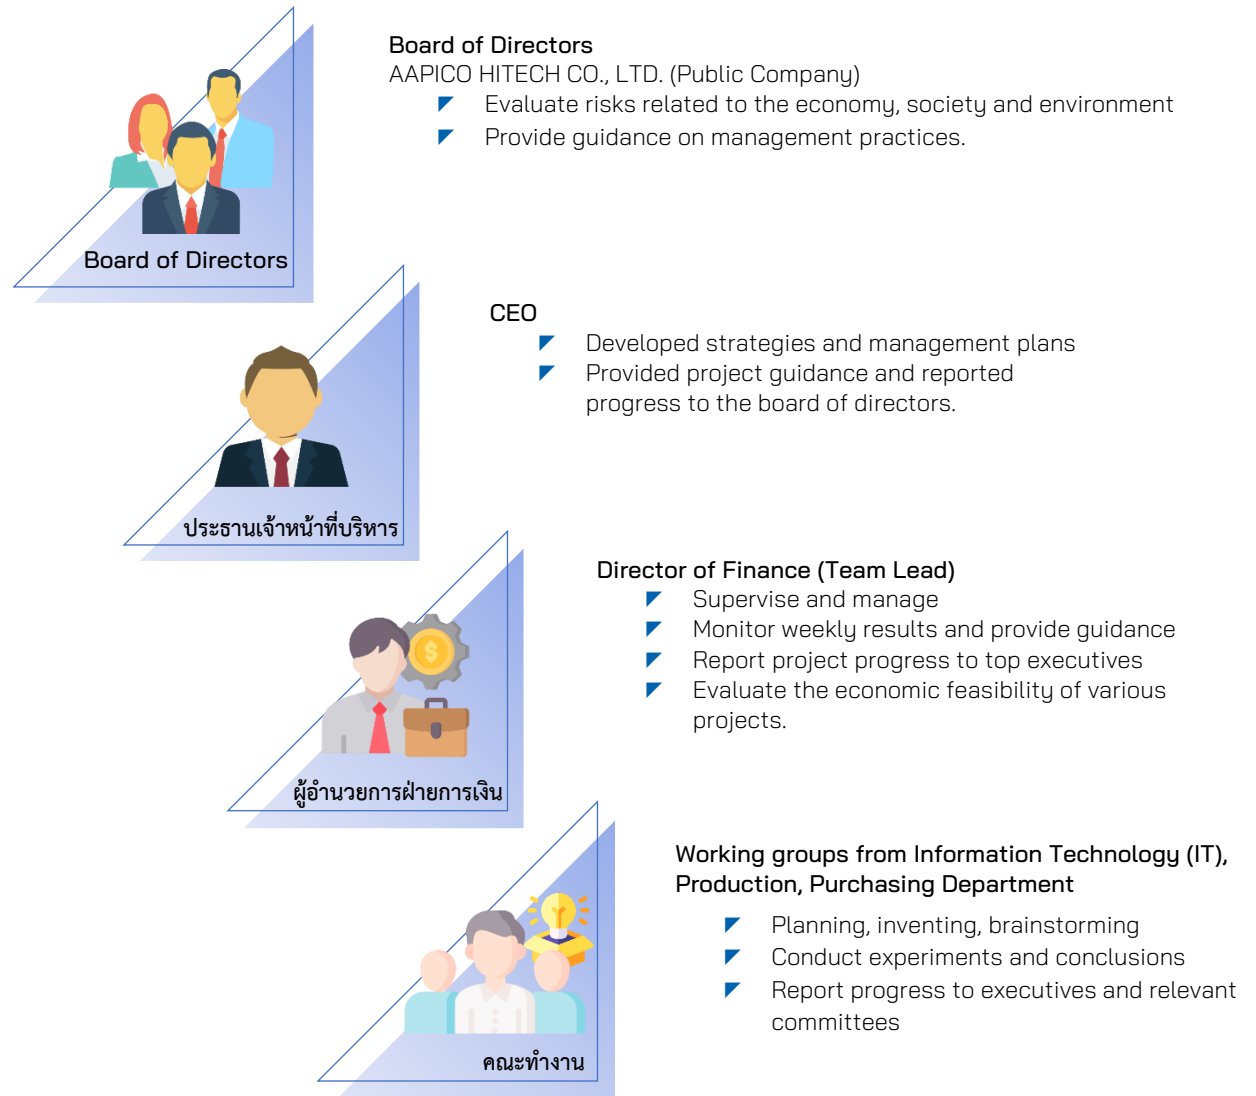 Board of Directors
AAPICO HITECH CO., LTD. (Public Company)
Evaluate risks related to the economy, society and environment
Provide guidance on management practices.
Board of Directors
CEO
Developed strategies and management plans
Provided project guidance and reported
progress to the board of directors.
ประธานเจ้าหน้าที่บริหาร
Director of Finance (Team Lead)
Supervise and manage
Monitor weekly results and provide guidance
Report project progress to top executives
Evaluate the economic feasibility of various
projects.
$
ผู้อำนวยการฝ่ายการเงิน
Working groups from Information Technology (IT),
Production, Purchasing Department
Planning, inventing, brainstorming
Conduct experiments and conclusions
Report progress to executives and relevant
committees
คณะทำงาน